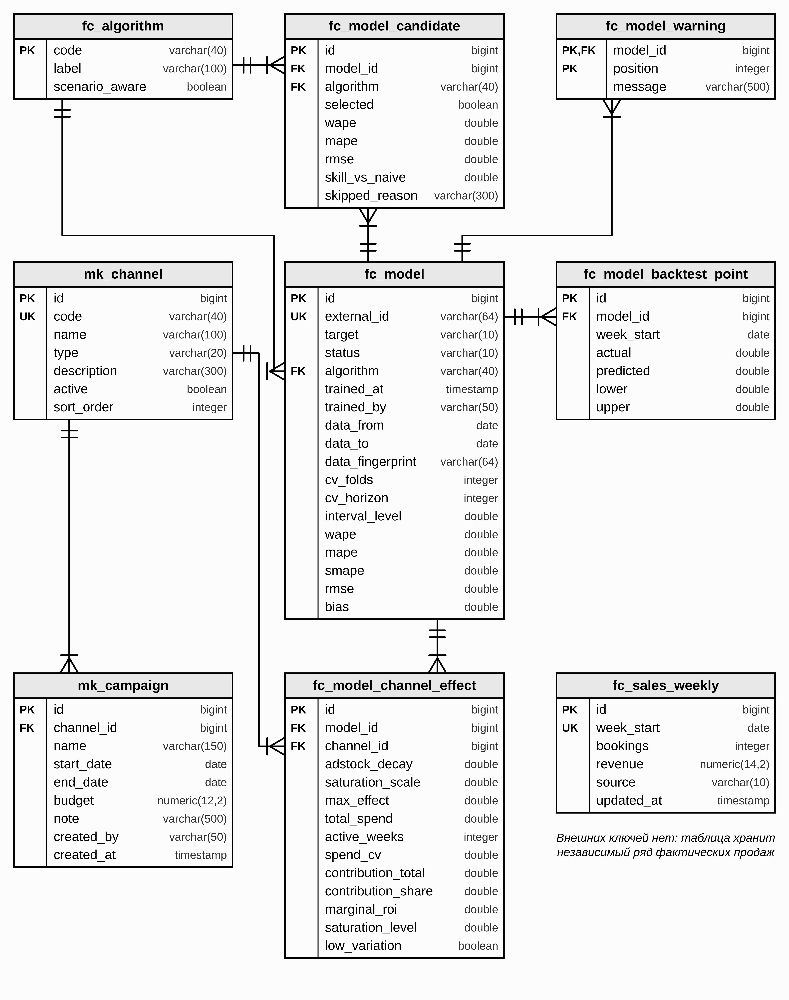 fc_algorithm
PK code varchar(40)
label varchar(100)
scenario_aware boolean
fc_model_candidate
PK id bigint
FK model_id bigint
FK algorithm varchar(40)
selected boolean
wape double
mape double
rmse double
skill_vs_naive double
skipped_reason varchar(300)
fc_model_warning
PK,FK model_id bigint
PK position integer
message varchar(500)
mk_channel
PK id bigint
UK code varchar(40)
name varchar(100)
type varchar(20)
description varchar(300)
active boolean
sort_order integer
fc_model
PK id bigint
UK external_id varchar(64)
target varchar(10)
status varchar(10)
FK algorithm varchar(40)
trained_at timestamp
trained_by varchar(50)
data_from date
data_to date
data_fingerprint varchar(64)
cv_folds integer
cv_horizon integer
interval_level double
wape double
mape double
smape double
rmse double
bias double
fc_model_backtest_point
PK id bigint
FK model_id bigint
week_start date
actual double
predicted double
lower double
upper double
mk_campaign
PK id bigint
FK channel_id bigint
name varchar(150)
start_date date
end_date date
budget numeric(12,2)
note varchar(500)
created_by varchar(50)
created_at timestamp
fc_model_channel_effect
PK id bigint
FK model_id bigint
FK channel_id bigint
adstock_decay double
saturation_scale double
max_effect double
total_spend double
active_weeks integer
spend_cv double
contribution_total double
contribution_share double
marginal_roi double
saturation_level double
low_variation boolean
fc_sales_weekly
PK id bigint
UK week_start date
bookings integer
revenue numeric(14,2)
source varchar(10)
updated_at timestamp
Внешних ключей нет: таблица хранит
независимый ряд фактических продаж